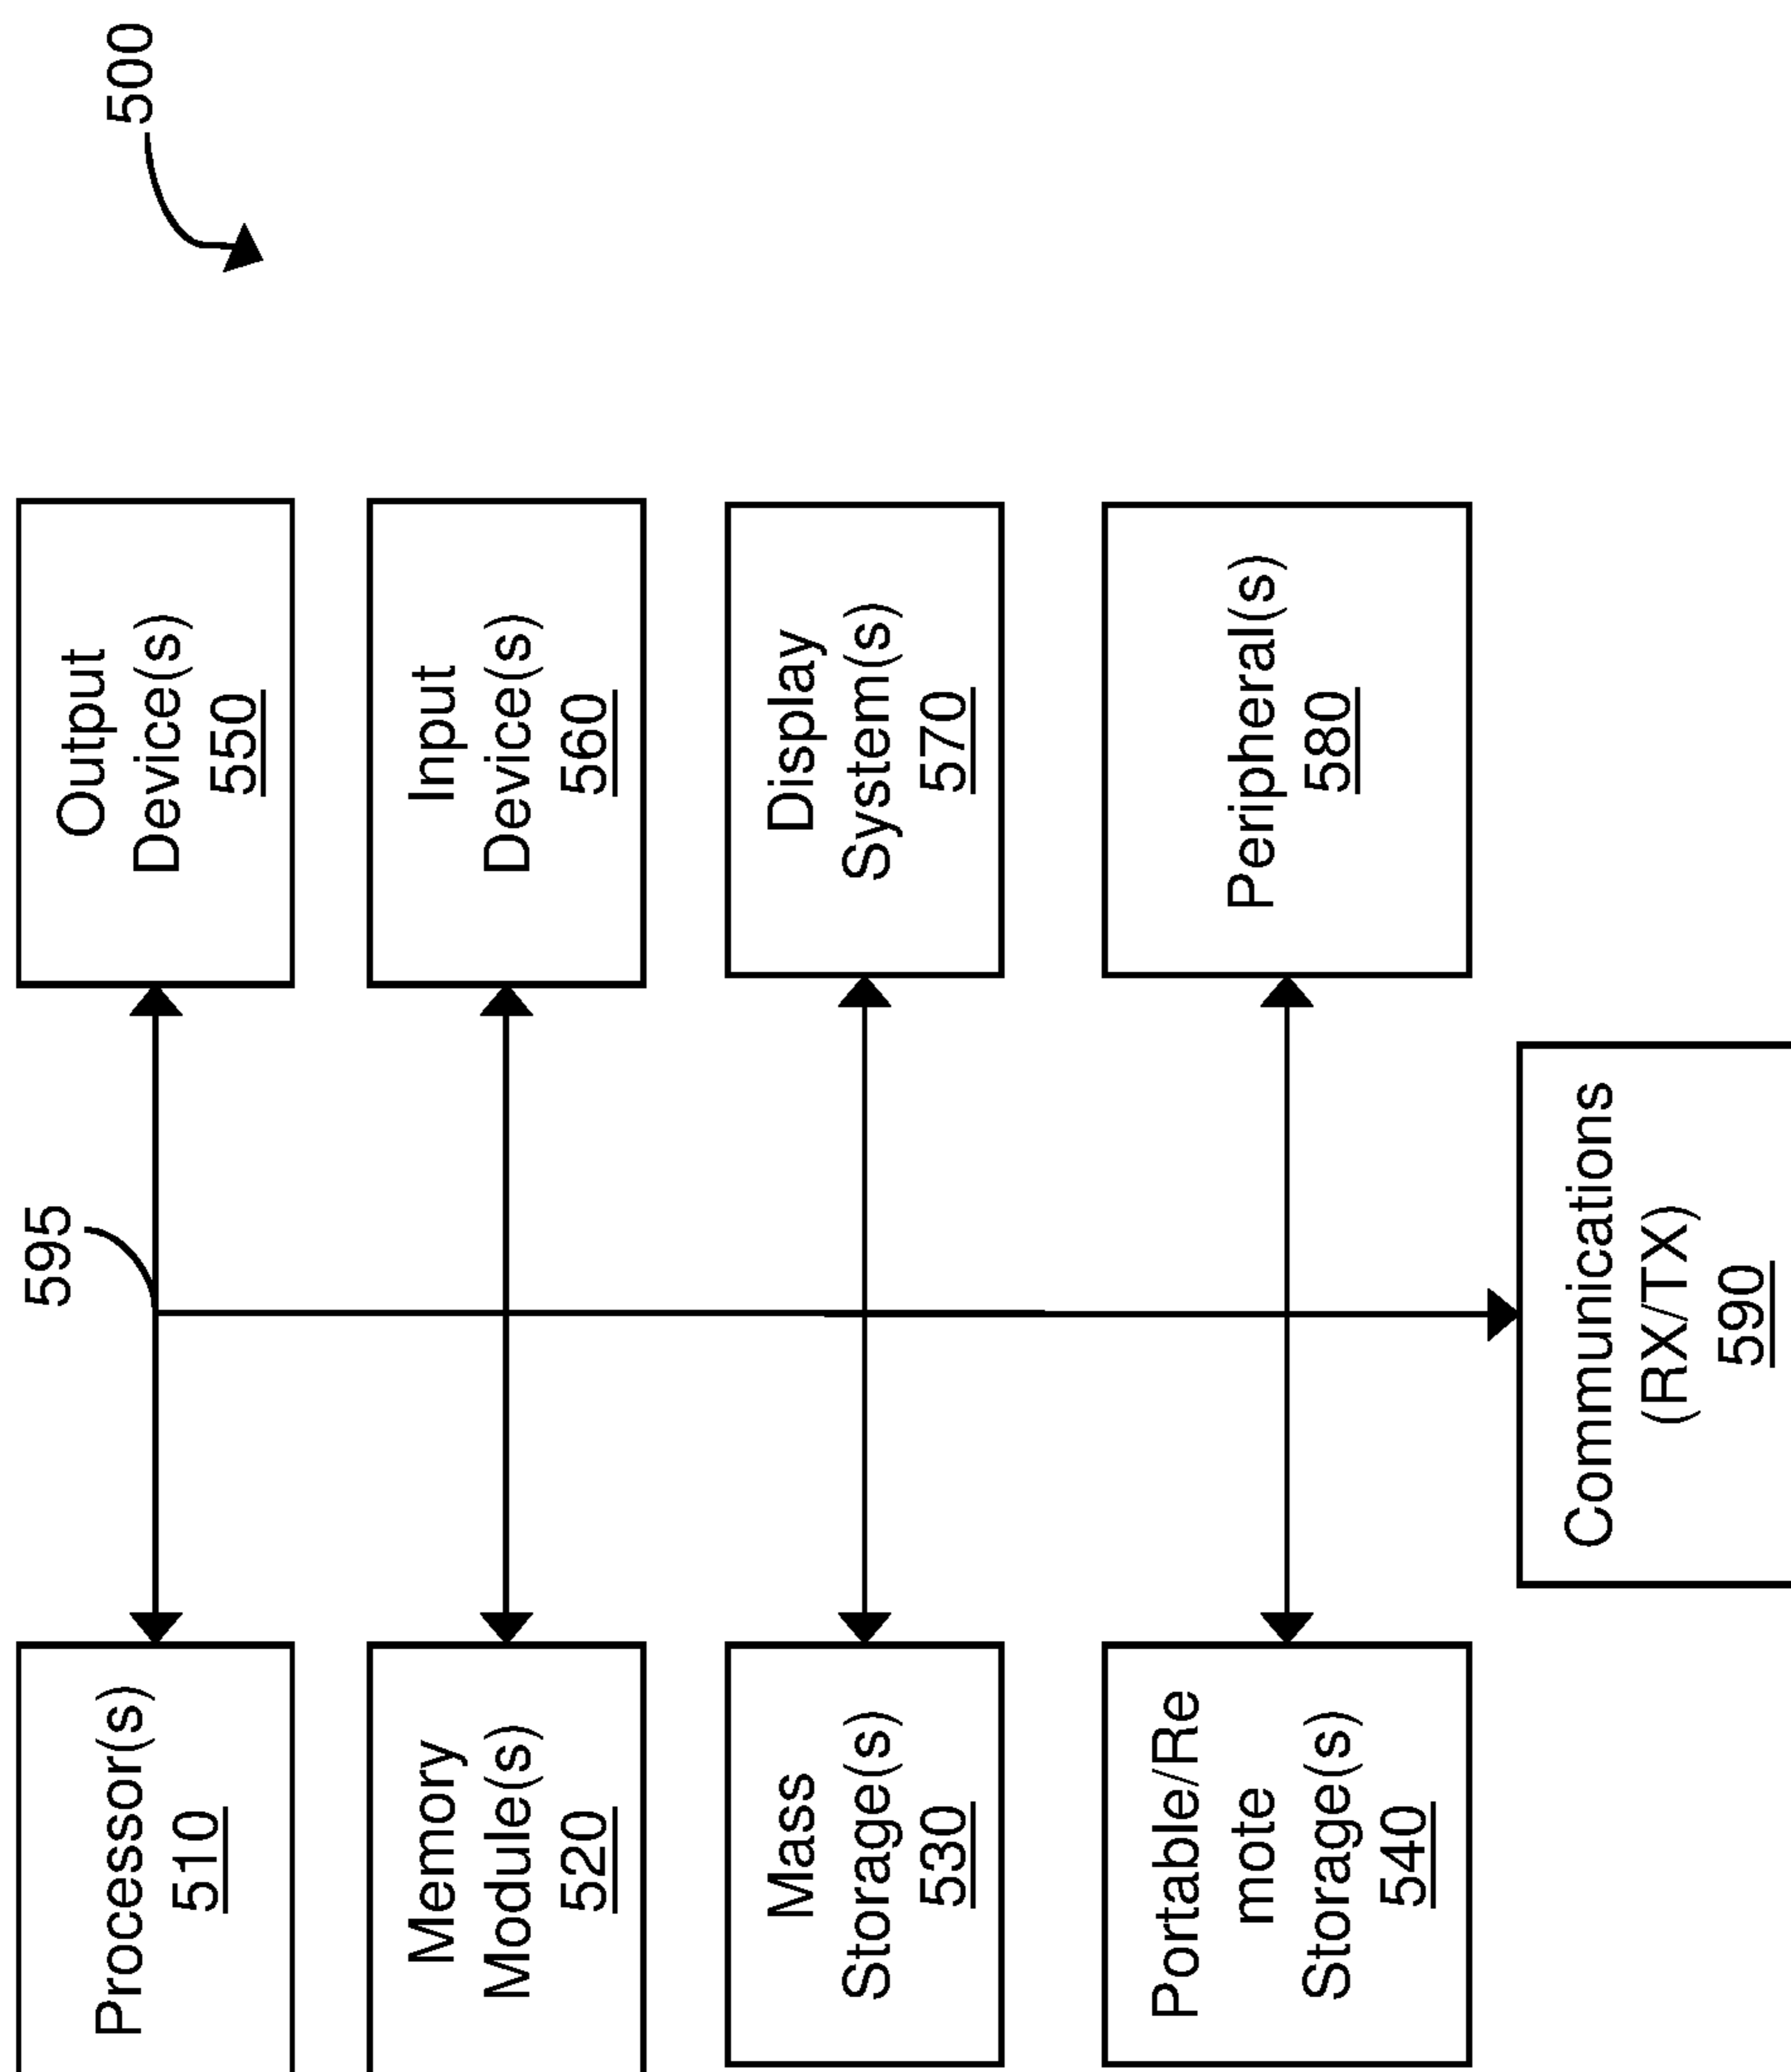 500
595
Processor(s)
510
Output
Device(s)
550
Memory
Module(s)
520
Input
Device(s)
560
Mass
Storage(s)
530
Display
System(s)
570
Portable/Re
mote
Storage(s)
540
Peripheral(s)
580
Communications
(RX/TX)
590